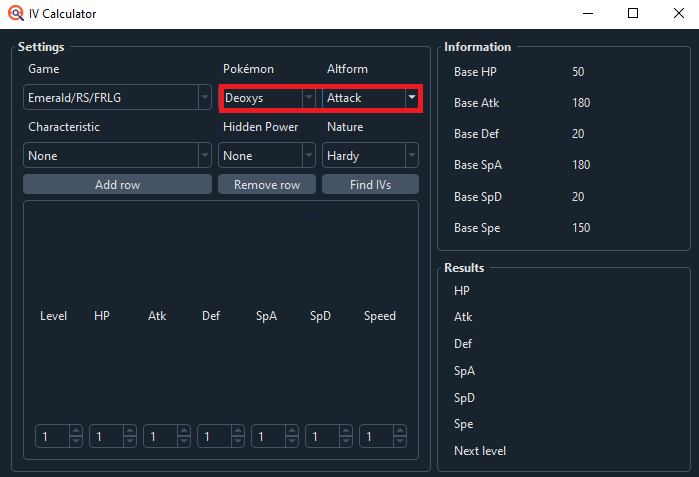 IV Calculator
Settings
Game Pokémon Altform
Emerald/RS/FRLG Deoxys Attack
Characteristic Hidden Power Nature
None None Hardy
Add row Remove row Find IVs
Level HP Atk Def SpA SpD Speed
1 1 1 1 1 1 1
Information
Base HP 50
Base Atk 180
Base Def 20
Base SpA 180
Base SpD 20
Base Spe 150
Results
HP
Atk
Def
SpA
SpD
Spe
Next level